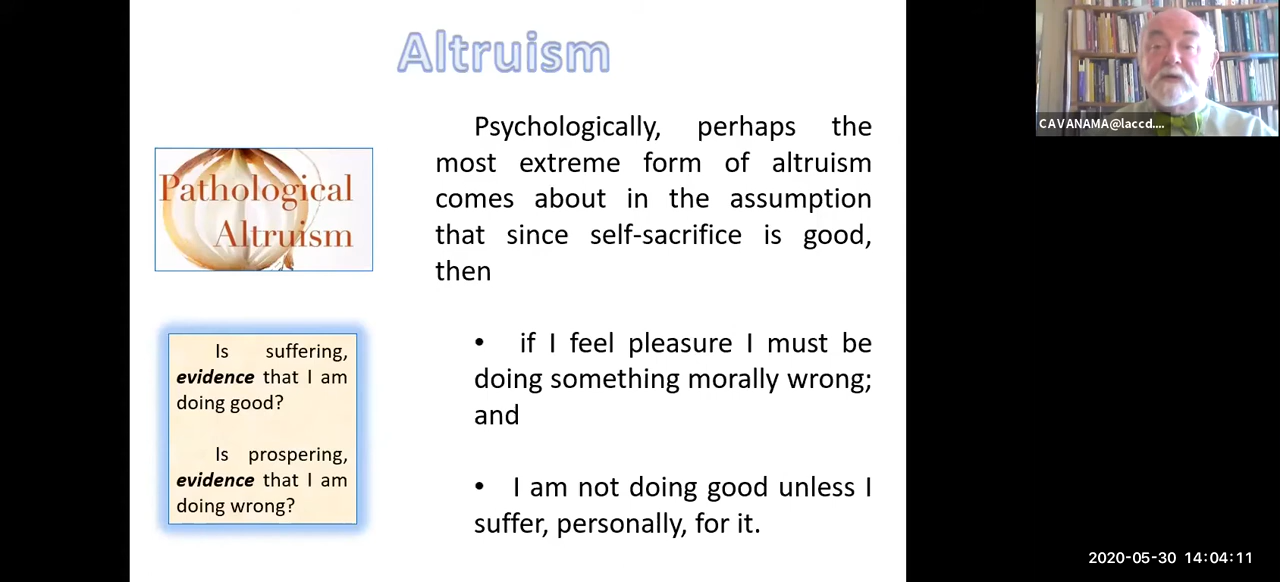 Altruism
Pathological
Altruism
Is suffering,
evidence that I am
doing good?
Is prospering,
evidence that I am
doing wrong?
Psychologically, perhaps the
most extreme form of altruism
comes about in the assumption
that since self-sacrifice is good,
then
• if I feel pleasure I must be
doing something morally wrong;
and
• I am not doing good unless I
suffer, personally, for it.
CAVANAMA@laccd....
2020-05-30 14:04:11